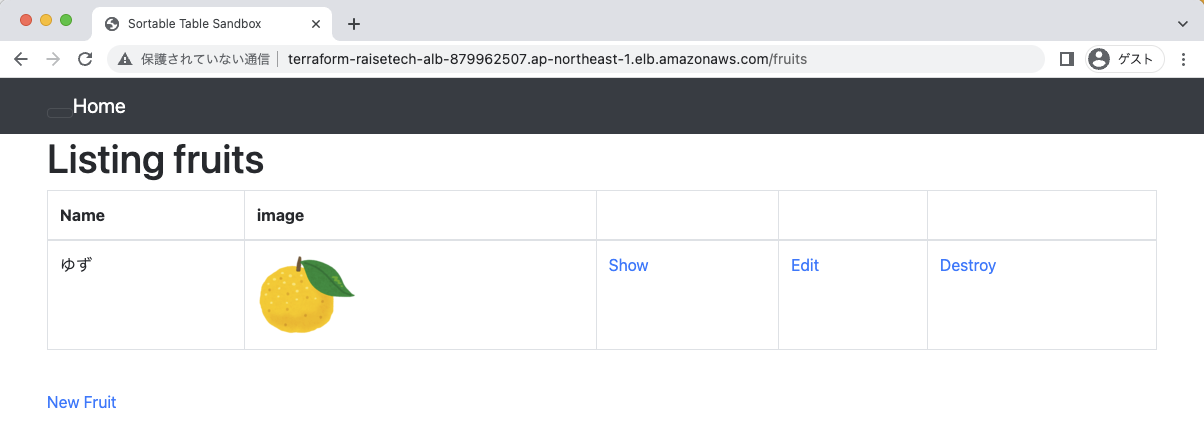 Sortable Table Sandbox
保護されていない通信 terraform-raisetech-alb-879962507.ap-northeast-1.elb.amazonaws.com/fruits ゲスト
Home
Listing fruits
Name image
ゆず Show Edit Destroy
New Fruit